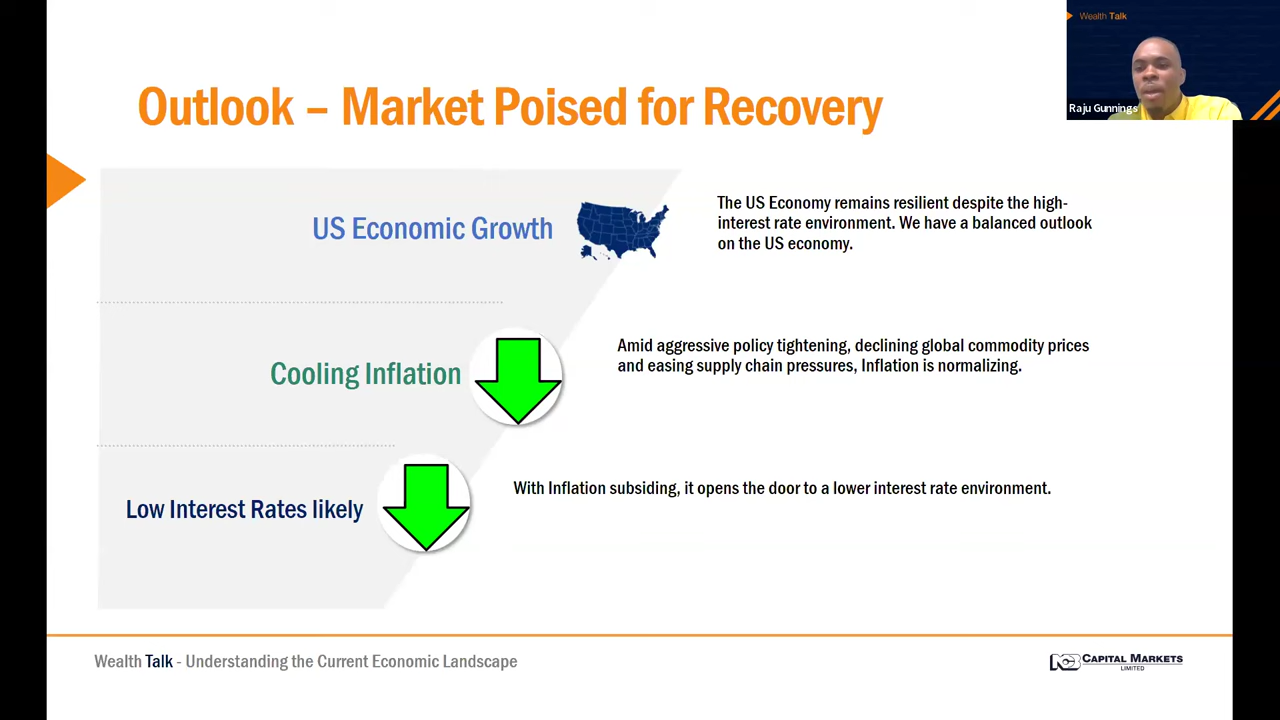 Wealth Talk
Raju Gunnings
Outlook – Market Poised for Recovery
US Economic Growth
The US Economy remains resilient despite the high-
interest rate environment. We have a balanced outlook
on the US economy.
Cooling Inflation
Amid aggressive policy tightening, declining global commodity prices
and easing supply chain pressures, Inflation is normalizing.
Low Interest Rates likely
With Inflation subsiding, it opens the door to a lower interest rate environment.
Wealth Talk - Understanding the Current Economic Landscape
NCB CAPITAL MARKETS
LIMITED